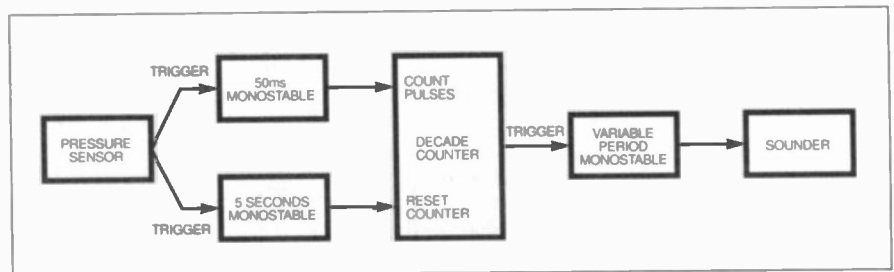 TRIGGER
50ms
MONOSTABLE
PRESSURE
SENSOR
TRIGGER
5 SECONDS
MONOSTABLE
COUNT
PULSES
DECADE
COUNTER
RESET
COUNTER
TRIGGER
VARIABLE
PERIOD
MONOSTABLE
SOUNDER